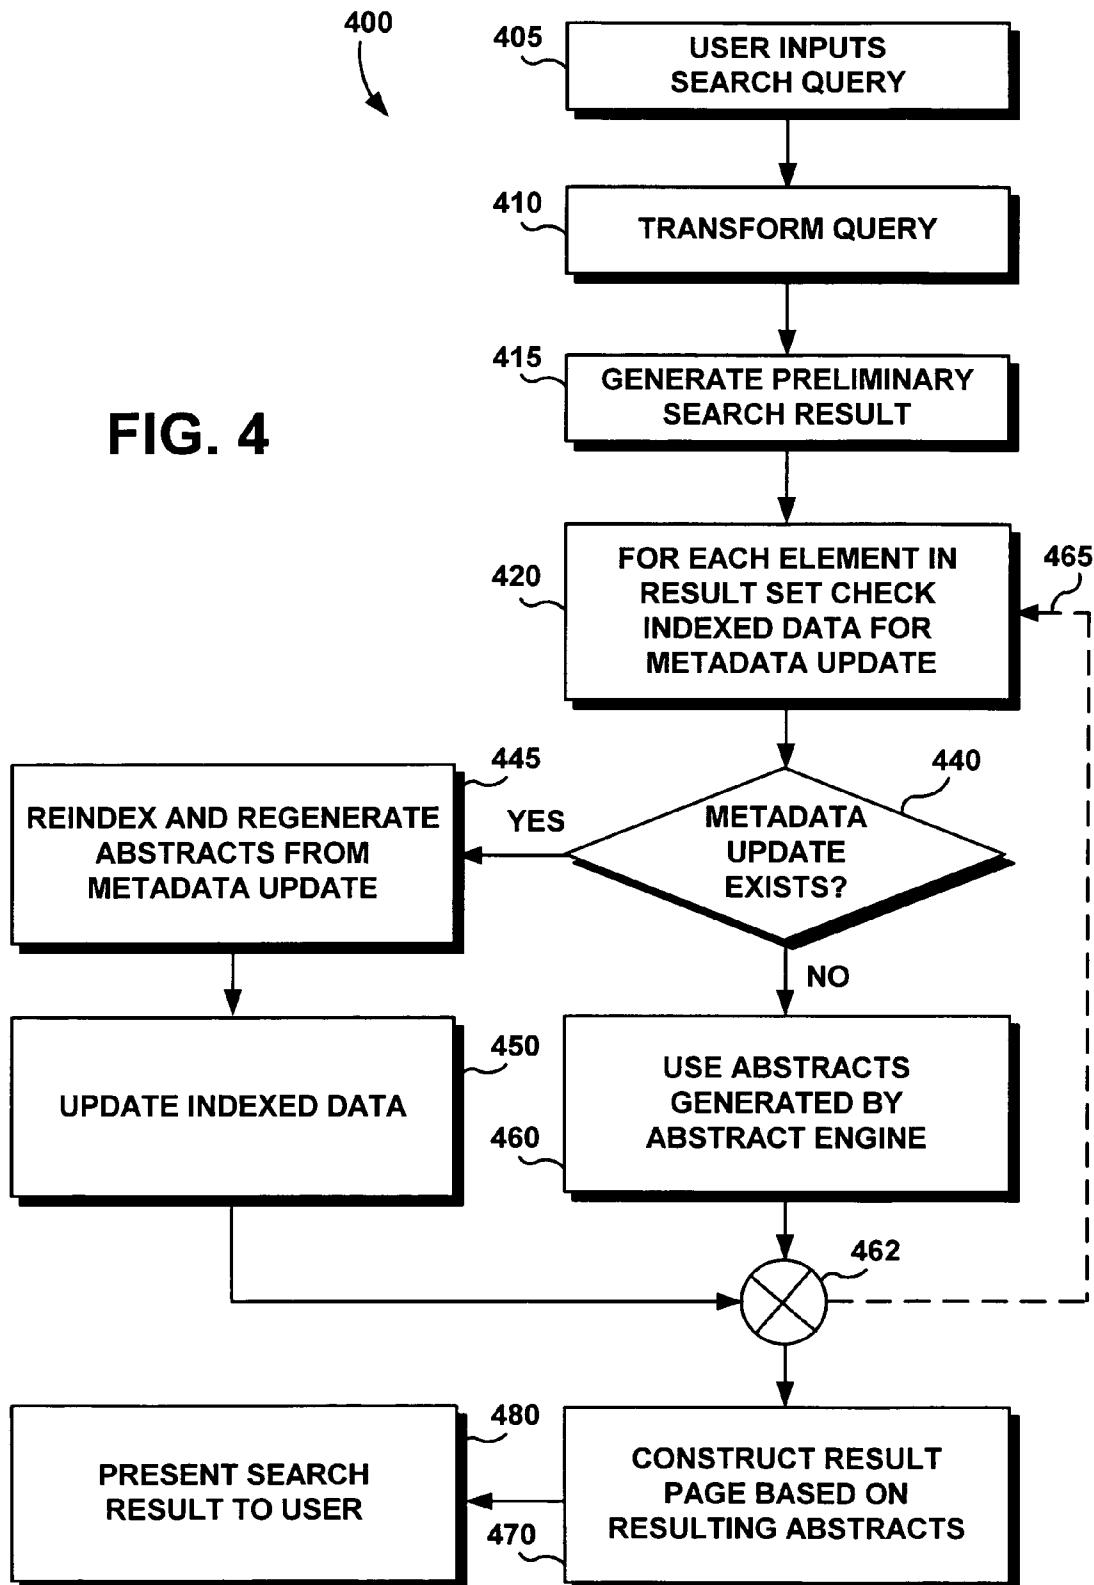 400
405
USER INPUTS
SEARCH QUERY
410
TRANSFORM QUERY
415
GENERATE PRELIMINARY
SEARCH RESULT
FIG. 4
420
FOR EACH ELEMENT IN
RESULT SET CHECK
INDEXED DATA FOR
METADATA UPDATE
465
440
METADATA
UPDATE
EXISTS?
YES
445
REINDEX AND REGENERATE
ABSTRACTS FROM
METADATA UPDATE
NO
450
UPDATE INDEXED DATA
USE ABSTRACTS
GENERATED BY
ABSTRACT ENGINE
460
462
480
PRESENT SEARCH
RESULT TO USER
CONSTRUCT RESULT
PAGE BASED ON
RESULTING ABSTRACTS
470